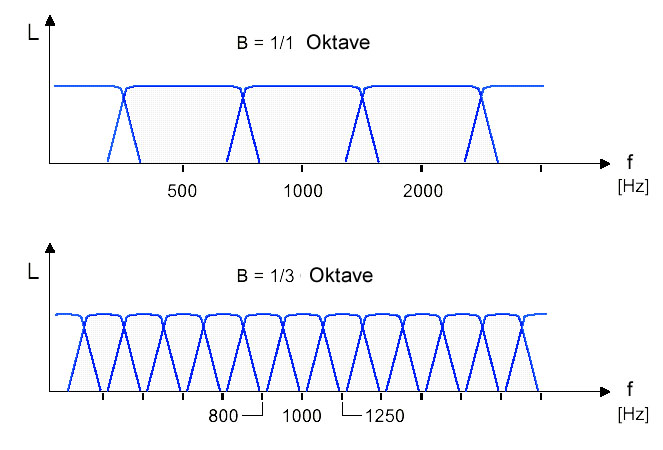 L
B = 1/1 Oktave
f
[Hz]
500 1000 2000
L
B = 1/3 Oktave
f
[Hz]
800 1000 1250